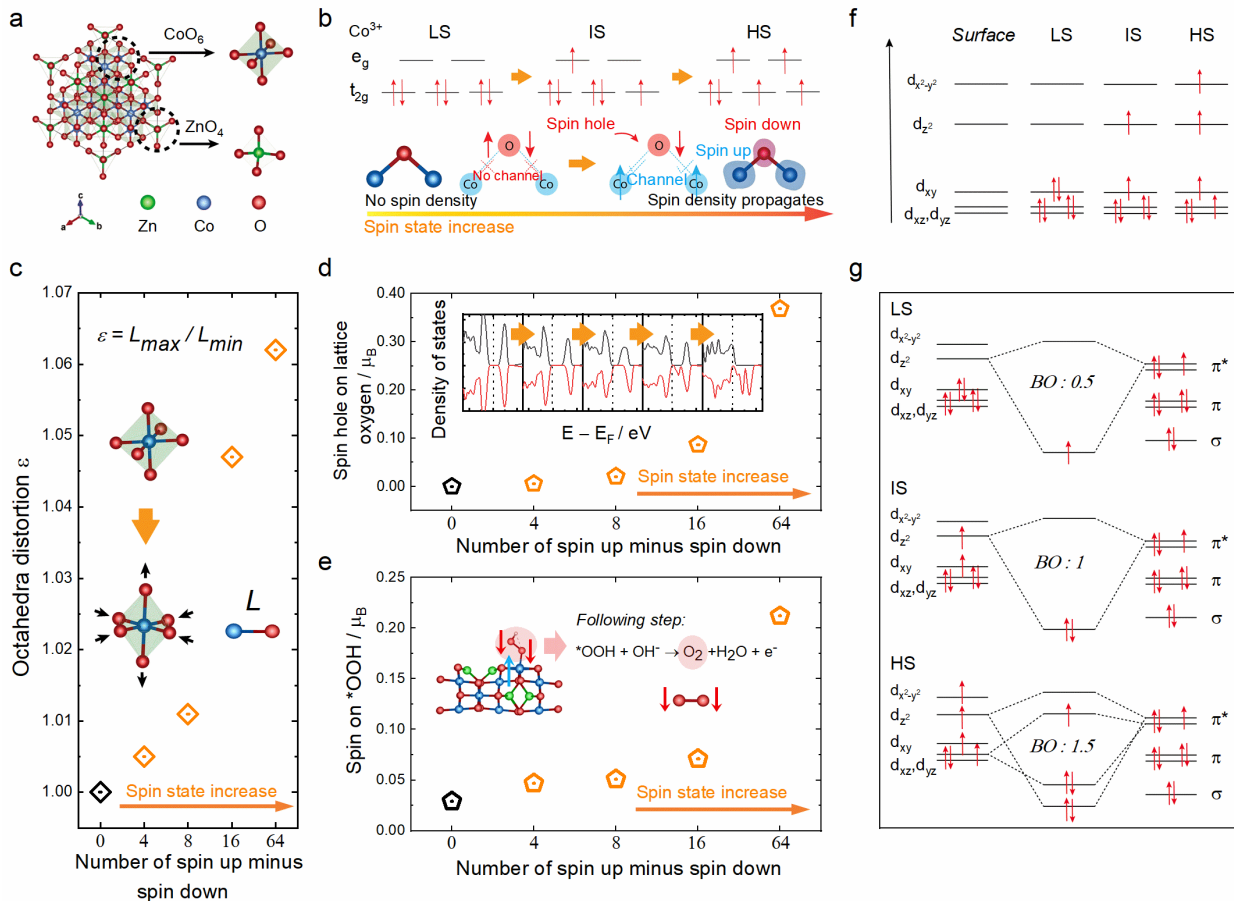 a
CoO6
ZnO4
c
a
b
Zn
Co
O
b
Co3+
LS
IS
HS
eg
t2g
Spin hole
Spin down
O
O
Spin up
No channel
Channel
Co
Co
Co
Co
No spin density
Spin density propagates
Spin state increase
c
1.07
1.06
1.05
1.04
1.03
1.02
1.01
1.00
Octahedra distortion ε
ε = Lmax / Lmin
L
Spin state increase
0
4
8
16
64
Number of spin up minus
spin down
d
0.40
0.30
0.20
0.10
0.00
Spin hole on lattice
oxygen / μB
Density of states
E − EF / eV
Spin state increase
0
4
8
16
64
Number of spin up minus spin down
e
0.25
0.20
0.15
0.10
0.05
0.00
Spin on *OOH / μB
Following step:
*OOH + OH- → O2 +H2O + e-
Spin state increase
0
4
8
16
64
Number of spin up minus spin down
f
Surface
LS
IS
HS
dx2-y2
dz2
dxy
dxz,dyz
g
LS
dx2-y2
dz2
dxy
dxz,dyz
BO : 0.5
π*
π
σ
IS
dx2-y2
dz2
dxy
dxz,dyz
BO : 1
π*
π
σ
HS
dx2-y2
dz2
dxy
dxz,dyz
BO : 1.5
π*
π
σ